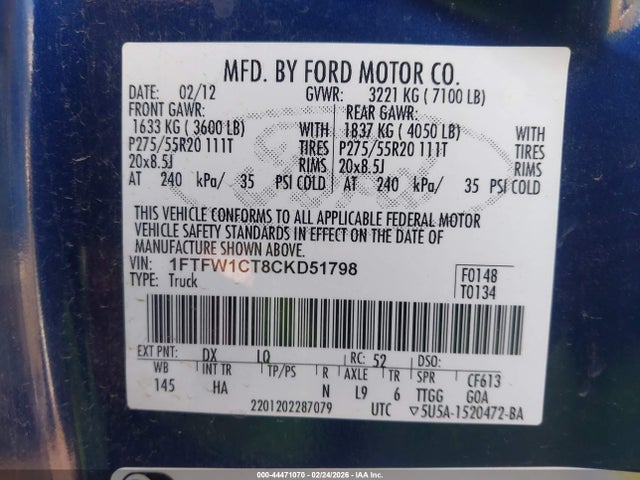 MFD. BY FORD MOTOR CO.
DATE: 02/12 GVWR: 3221 KG ( 7100 LB)
FRONT GAWR: REAR GAWR:
1633 KG ( 3600 LB) WITH 1837 KG ( 4050 LB) WITH
P275/55R20 111T TIRES P275/55R20 111T TIRES
20x8.5J RIMS 20x8.5J RIMS
AT 240 kPa/ 35 PSI COLD AT 240 kPa/ 35 PSI COLD
THIS VEHICLE CONFORMS TO ALL APPLICABLE FEDERAL MOTOR
VEHICLE SAFETY STANDARDS IN EFFECT ON THE DATE OF
MANUFACTURE SHOWN ABOVE.
VIN: 1FTFW1CT8CKD51798 F0148
TYPE: Truck T0134
EXT PNT: DX LQ RC: 52 DSO:
WB INT TR TP/PS R AXLE TR SPR CF613
145 HA N L9 6 TTGG GOA
2201202287079 UTC ▽5U5A-1520472-BA
000-44471070 - 02/24/2026 - IAA Inc.